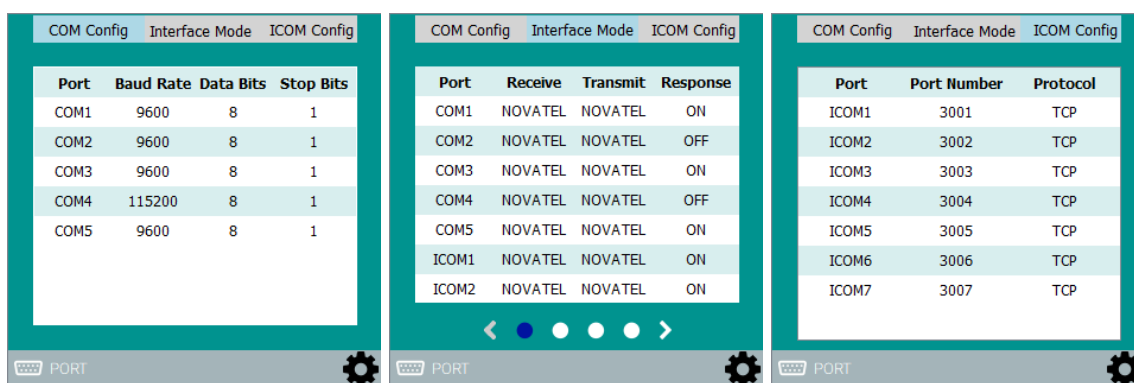 COM Config Interface Mode ICOM Config
Port Baud Rate Data Bits Stop Bits
COM1 9600 8 1
COM2 9600 8 1
COM3 9600 8 1
COM4 115200 8 1
COM5 9600 8 1
PORT
COM Config Interface Mode ICOM Config
Port Receive Transmit Response
COM1 NOVATEL NOVATEL ON
COM2 NOVATEL NOVATEL OFF
COM3 NOVATEL NOVATEL ON
COM4 NOVATEL NOVATEL OFF
COM5 NOVATEL NOVATEL ON
ICOM1 NOVATEL NOVATEL ON
ICOM2 NOVATEL NOVATEL ON
PORT
COM Config Interface Mode ICOM Config
Port Port Number Protocol
ICOM1 3001 TCP
ICOM2 3002 TCP
ICOM3 3003 TCP
ICOM4 3004 TCP
ICOM5 3005 TCP
ICOM6 3006 TCP
ICOM7 3007 TCP
PORT